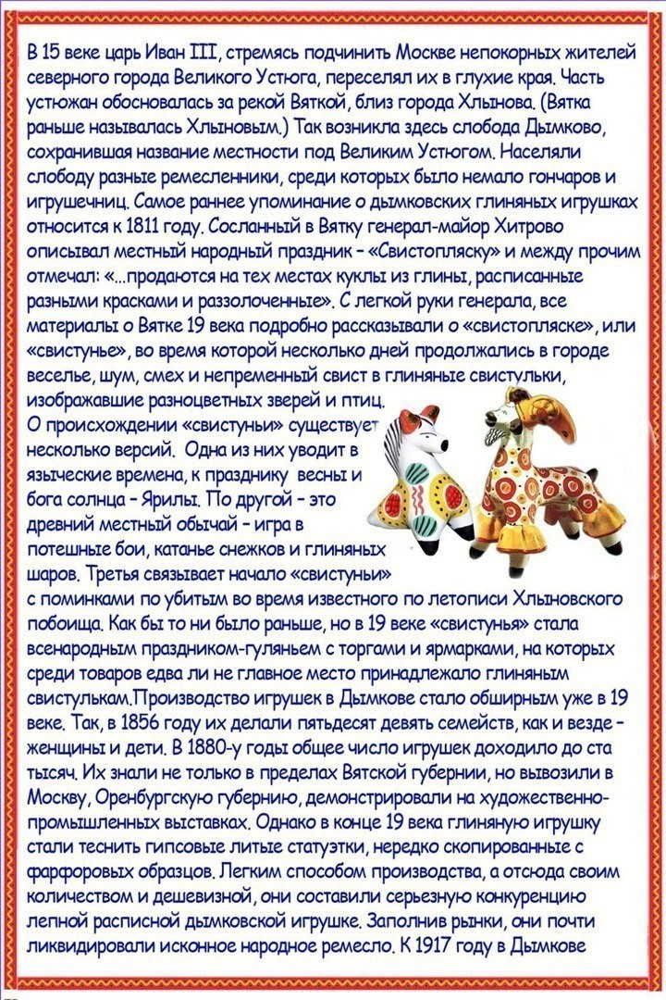 В 15 веке царь Иван III, стремясь подчинить Москве непокорных жителей
северного города Великого Устюга, переселял их в глухие края. Часть
устюжан обосновалась за рекой Вяткой, близ города Хлынова. (Вятка
раньше называлась Хлыновым.) Так возникла здесь слобода Дымково,
сохранившая название местности под Великим Устюгом. Населяли
слободу разные ремесленники, среди которых было немало гончаров и
игрушечниц. Самое раннее упоминание о дымковских глиняных игрушках
относится к 1811 году. Сосланный в Вятку генерал-майор Хитрово
описывал местный народный праздник - «Свистопляску» и между прочим
отмечал: «...продаются на тех местах куклы из глины, расписанные
разными красками и раззолоченные». С легкой руки генерала, все
материалы о Вятке 19 века подробно рассказывали о «свистопляске», или
«свистунье», во время которой несколько дней продолжались в городе
веселье, шум, смех и непременный свист в глиняные свистульки,
изображавшие разноцветных зверей и птиц.
О происхождении «свистуньи» существует
несколько версий. Одна из них уводит в
языческие времена, к празднику весны и
бога солнца - Ярилы. По другой - это
древний местный обычай - игра в
потешные бои, катанье снежков и глиняных
шаров. Третья связывает начало «свистуньи»
с поминками по убитым во время известного по летописи Хлыновского
побоища. Как бы то ни было раньше, но в 19 веке «свистунья» стала
всенародным праздником-гуляньем с торгами и ярмарками, на которых
среди товаров едва ли не главное место принадлежало глиняным
свистулькам.Производство игрушек в Дымкове стало обширным уже в 19
веке. Так, в 1856 году их делали пятьдесят девять семейств, как и везде -
женщины и дети. В 1880-у годы общее число игрушек доходило до ста
тысяч. Их знали не только в пределах Вятской губернии, но вывозили в
Москву, Оренбургскую губернию, демонстрировали на художественно-
промышленных выставках. Однако в конце 19 века глиняную игрушку
стали теснить гипсовые литые статуэтки, нередко скопированные с
фарфоровых образцов. Легким способом производства, а отсюда своим
количеством и дешевизной, они составили серьезную конкуренцию
лепной расписной дымковской игрушке. Заполнив рынки, они почти
ликвидировали исконное народное ремесло. К 1917 году в Дымкове